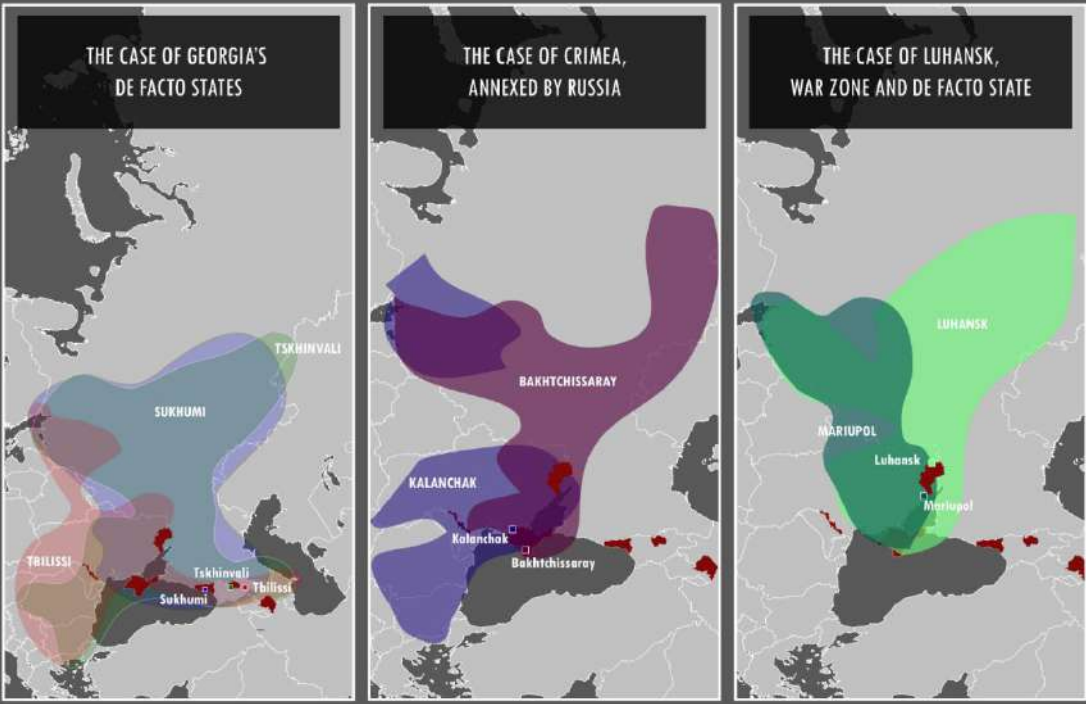 THE CASE OF GEORGIA'S
DE FACTO STATES
TSKHINVALI
SUKHUMI
TBILISSI
Tskhinvali
Tbilissi
Sukhumi
THE CASE OF CRIMEA,
ANNEXED BY RUSSIA
BAKHTCHISSARAY
KALANCHAK
Kalanchak
Bakhtchissaray
THE CASE OF LUHANSK,
WAR ZONE AND DE FACTO STATE
LUHANSK
MARIUPOL
Luhansk
Mariupol